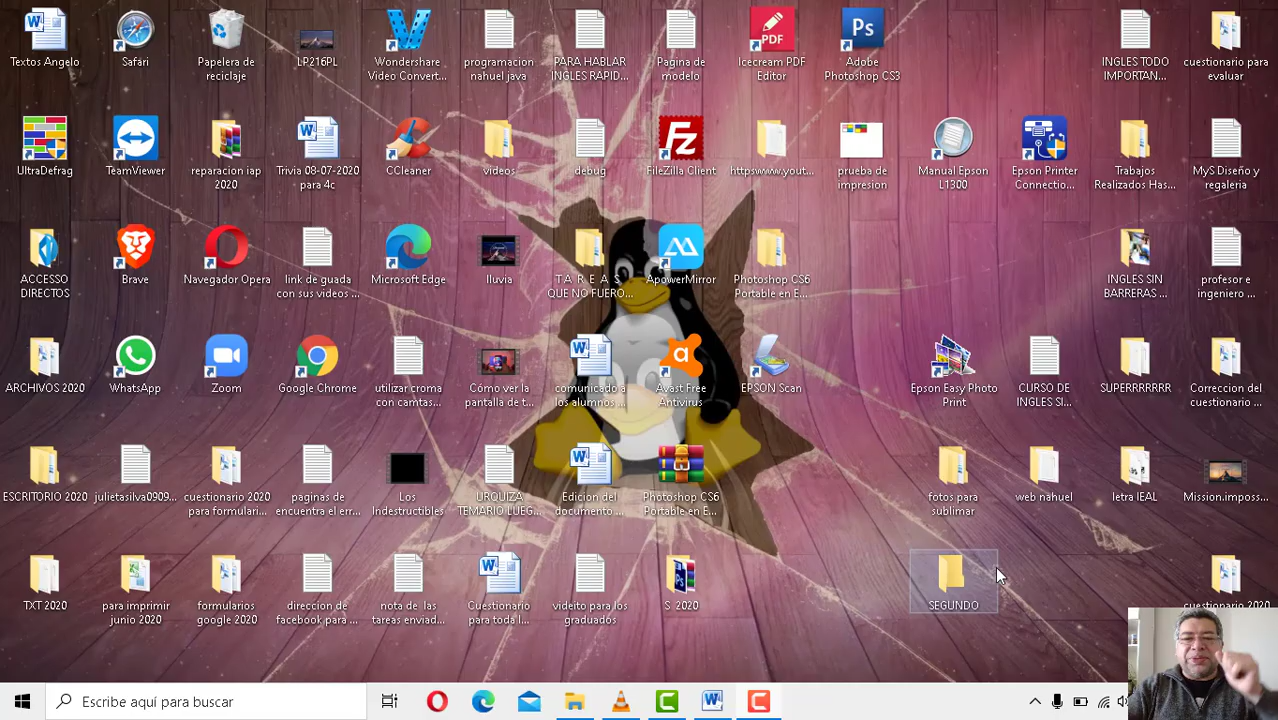 Textos Angelo
Safari
Papelera de
reciclaje
LP216PL
Wondershare
Video Convert...
programacion
nahuel java
PARA HABLAR
INGLES RAPID...
Pagina de
modelo
PDF
Icecream PDF
Editor
Ps
Adobe
Photoshop CS3
INGLES TODO
IMPORTAN...
cuestionario para
evaluar
UltraDefrag
TeamViewer
reparacion iap
2020
Trivia 08-07-2020
para 4c
CCleaner
videos
debug
Fz
FileZilla Client
httpswww.yout...
prueba de
impresion
Manual Epson
L1300
Epson Printer
Connectio...
Trabajos
Realizados Has...
MyS Diseño y
regaleria
ACCESSO
DIRECTOS
Brave
Navegador Opera
link de guada
con sus videos ...
Microsoft Edge
lluvia
T A R E A S
QUE NO FUERO...
ApowerMirror
Photoshop CS6
Portable en E...
INGLES SIN
BARRERAS ...
profesor e
ingeniero ...
ARCHIVOS 2020
WhatsApp
Zoom
Google Chrome
utilizar croma
con camtas...
Cómo ver la
pantalla de t...
comunicado a
los alumnos ...
Avast Free
Antivirus
EPSON Scan
Epson Easy Photo
Print
CURSO DE
INGLES SI...
SUPERRRRRRR
Correccion del
cuestionario ...
ESCRITORIO 2020
julietasilva0909...
cuestionario 2020
para formulari...
paginas de
encuentra el err...
Los
Indestructibles
URQUIZA
TEMARIO LUEG...
Edicion del
documento ...
Photoshop CS6
Portable en E...
fotos para
sublimar
web nahuel
letra IEAL
Mission.imposs...
TXT 2020
para imprimir
junio 2020
formularios
google 2020
direccion de
facebook para ...
nota de las
tareas enviad...
Cuestionario
para toda l...
videito para los
graduados
S 2020
SEGUNDO
cuestionario 2020
Escribe aquí para buscar